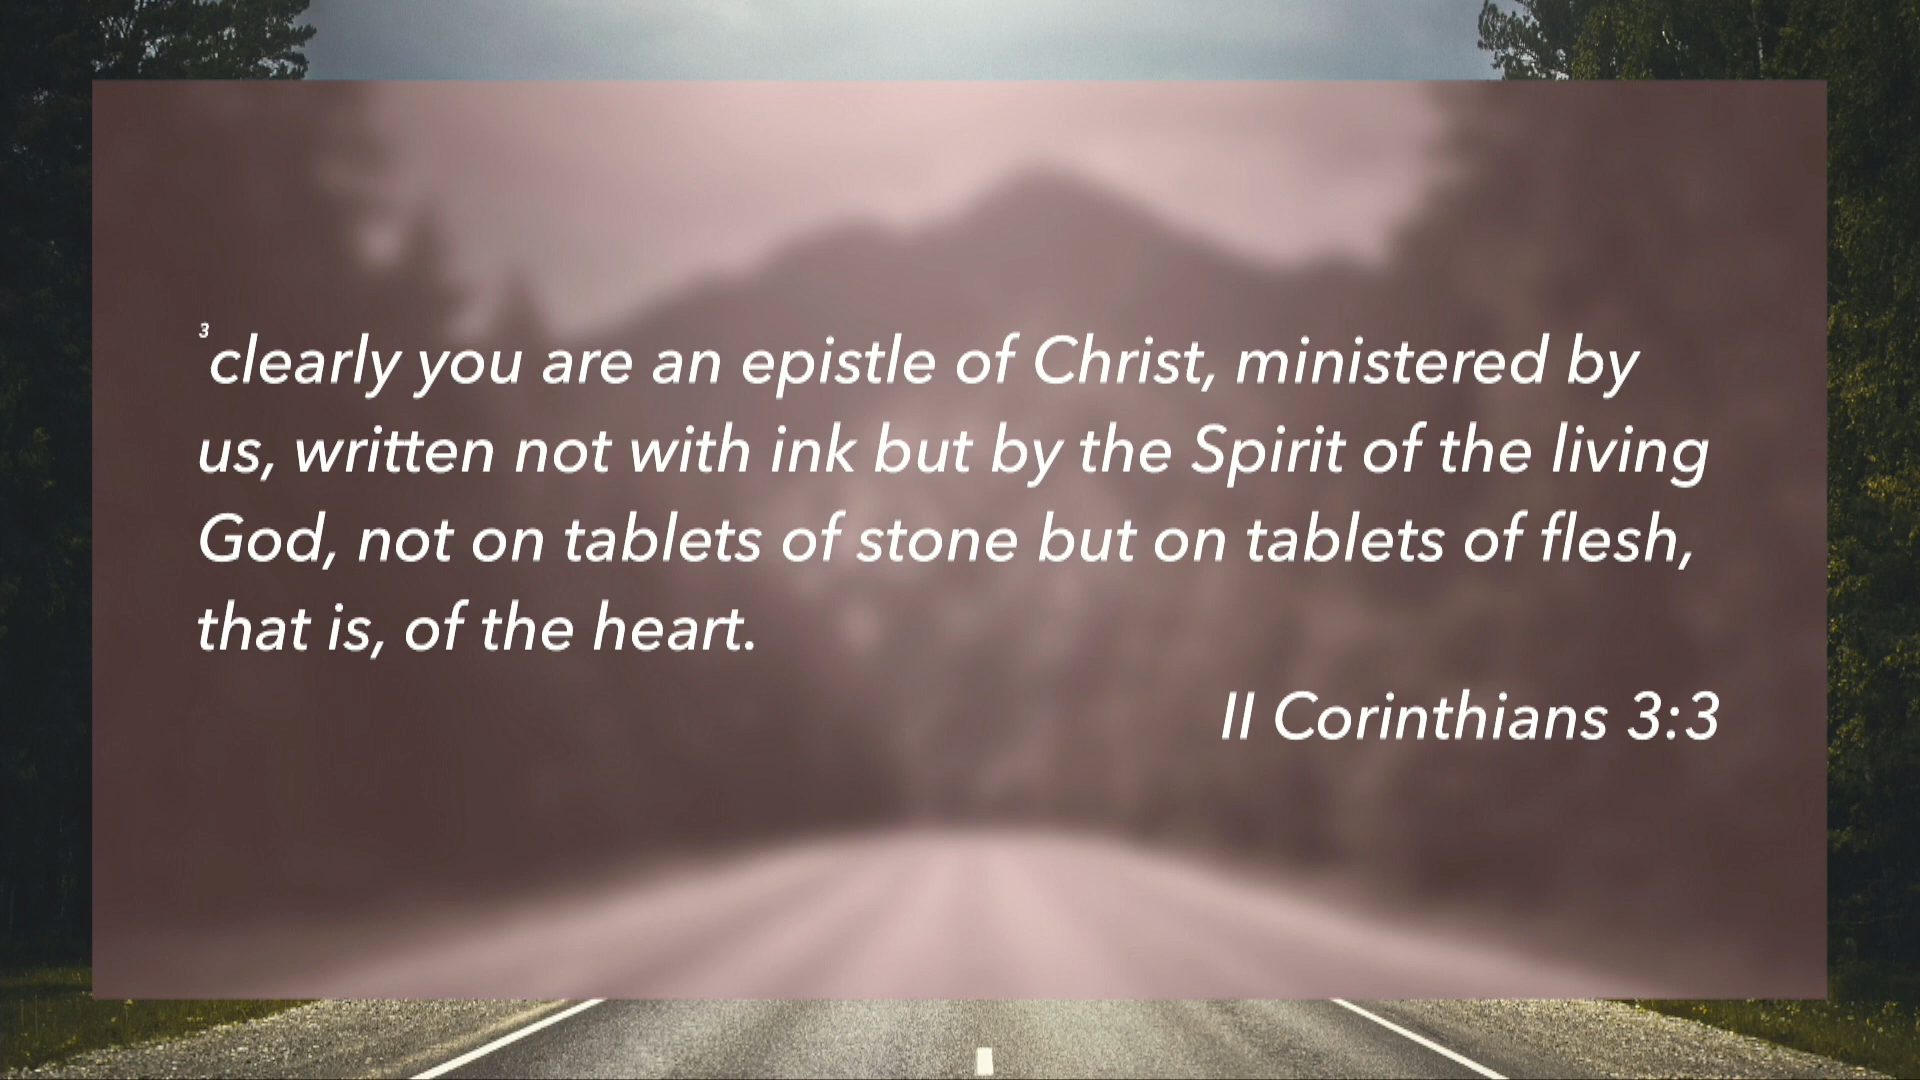 ³clearly you are an epistle of Christ, ministered by
us, written not with ink but by the Spirit of the living
God, not on tablets of stone but on tablets of flesh,
that is, of the heart.
II Corinthians 3:3